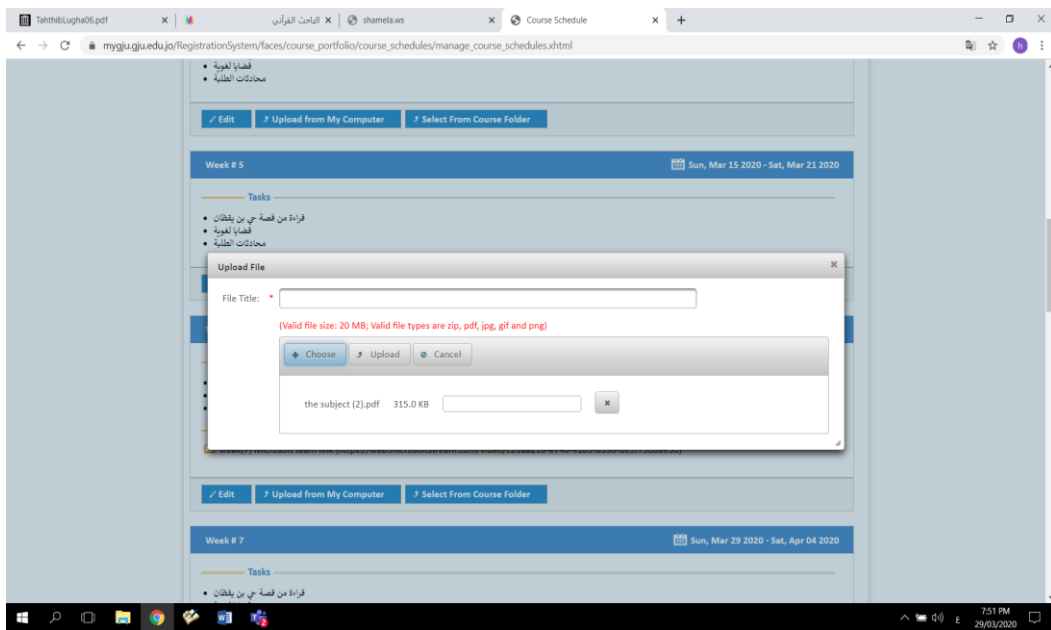 TahthibLugha06.pdf
الباحث القرآني
shamela.ws
Course Schedule
mygju.gju.edu.jo/RegistrationSystem/faces/course_portfolio/course_schedules/manage_course_schedules.xhtml
h
قضايا لغوية
محادثات الطلبة
Edit
Upload from My Computer
Select From Course Folder
Week # 5
Sun, Mar 15 2020 - Sat, Mar 21 2020
Tasks
قراءة من قصة حي بن يقظان
قضايا لغوية
محادثات الطلبة
Upload File
File Title: *
(Valid file size: 20 MB; Valid file types are zip, pdf, jpg, gif and png)
Choose
Upload
Cancel
the subject (2).pdf 315.0 KB
Edit
Upload from My Computer
Select From Course Folder
Week # 7
Sun, Mar 29 2020 - Sat, Apr 04 2020
Tasks
قراءة من قصة حي بن يقظان
ع
7:51 PM
29/03/2020